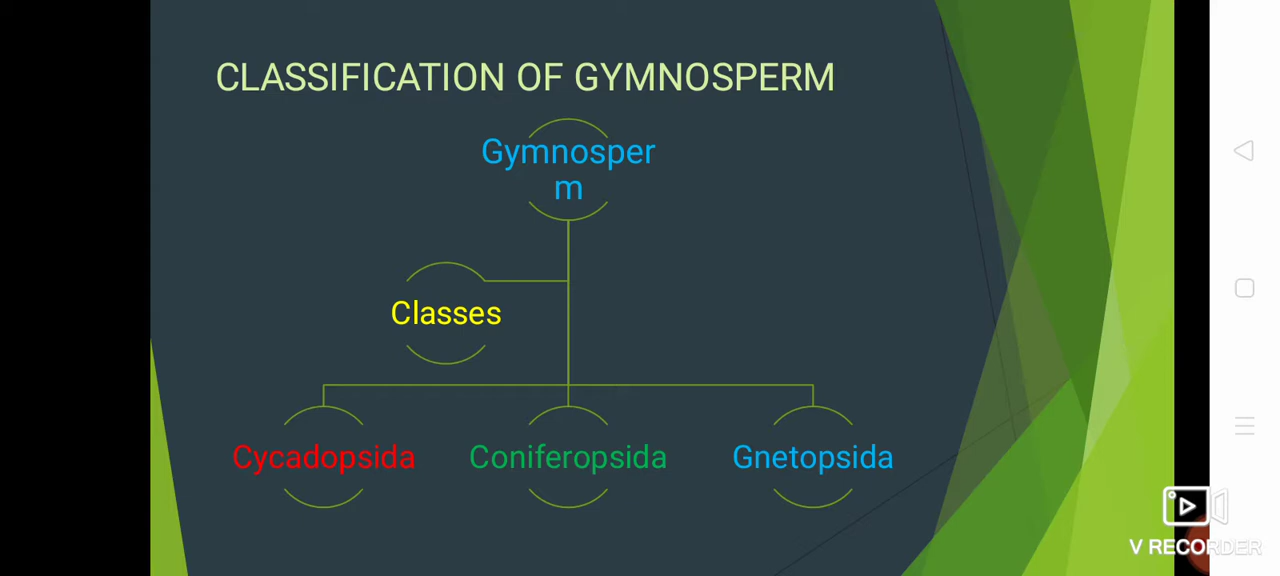 CLASSIFICATION OF GYMNOSPERM
Gymnosper
m
Classes
Cycadopsida
Coniferopsida
Gnetopsida
V RECORDER